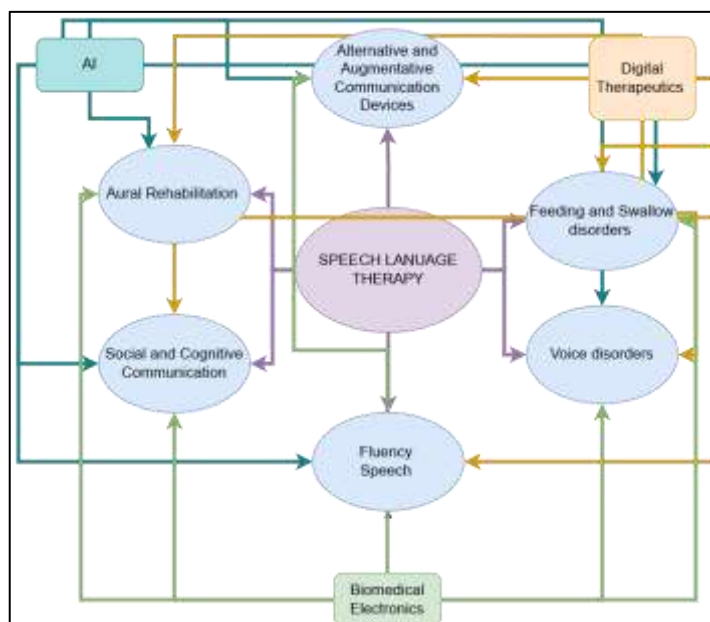 AI
Alternative and
Augmentative
Communication
Devices
Digital
Therapeutics
Aural Rehabilitation
Feeding and Swallow
disorders
SPEECH LANUAGE
THERAPY
Social and Cognitive
Communication
Voice disorders
Fluency
Speech
Biomedical
Electronics